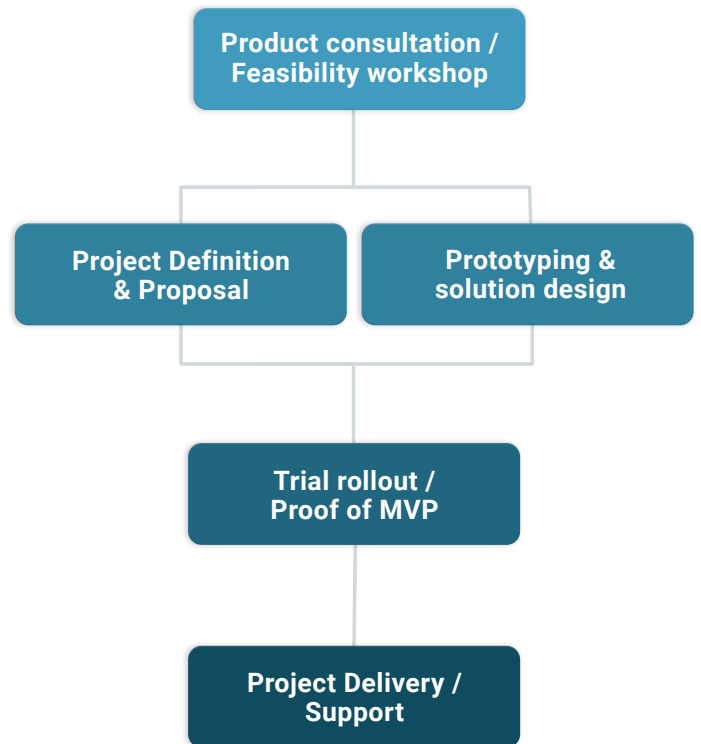 Product consultation /
Feasibility workshop
Project Definition
& Proposal
Prototyping &
solution design
Trial rollout /
Proof of MVP
Project Delivery /
Support